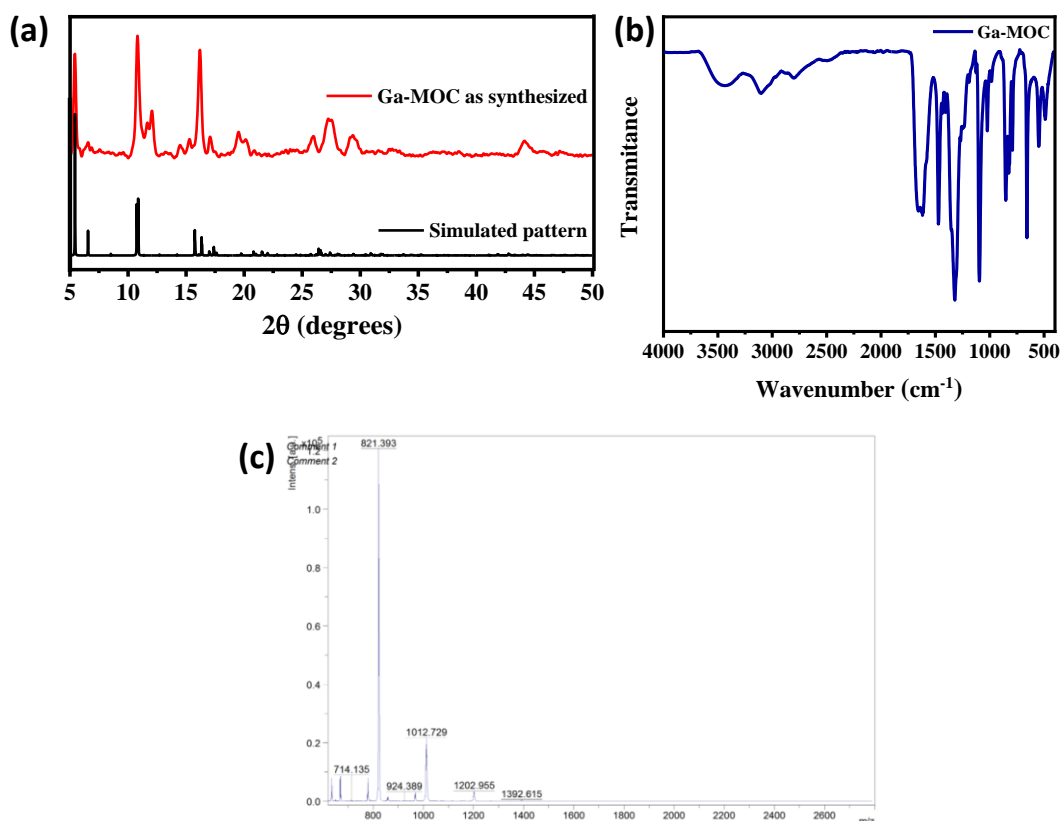 (a)
Ga-MOC as synthesized
Simulated pattern
5 10 15 20 25 30 35 40 45 50
2θ (degrees)
(b)
Ga-MOC
Transmitance
4000 3500 3000 2500 2000 1500 1000 500
Wavenumber (cm-1)
(c)
Comment 1
Comment 2
Intens. [a.u.]
x10^5
1.2
1.0
0.8
0.6
0.4
0.2
0.0
821.393
1012.729
714.135
924.389
1202.955
1392.615
800 1000 1200 1400 1600 1800 2000 2200 2400 2600
m/z